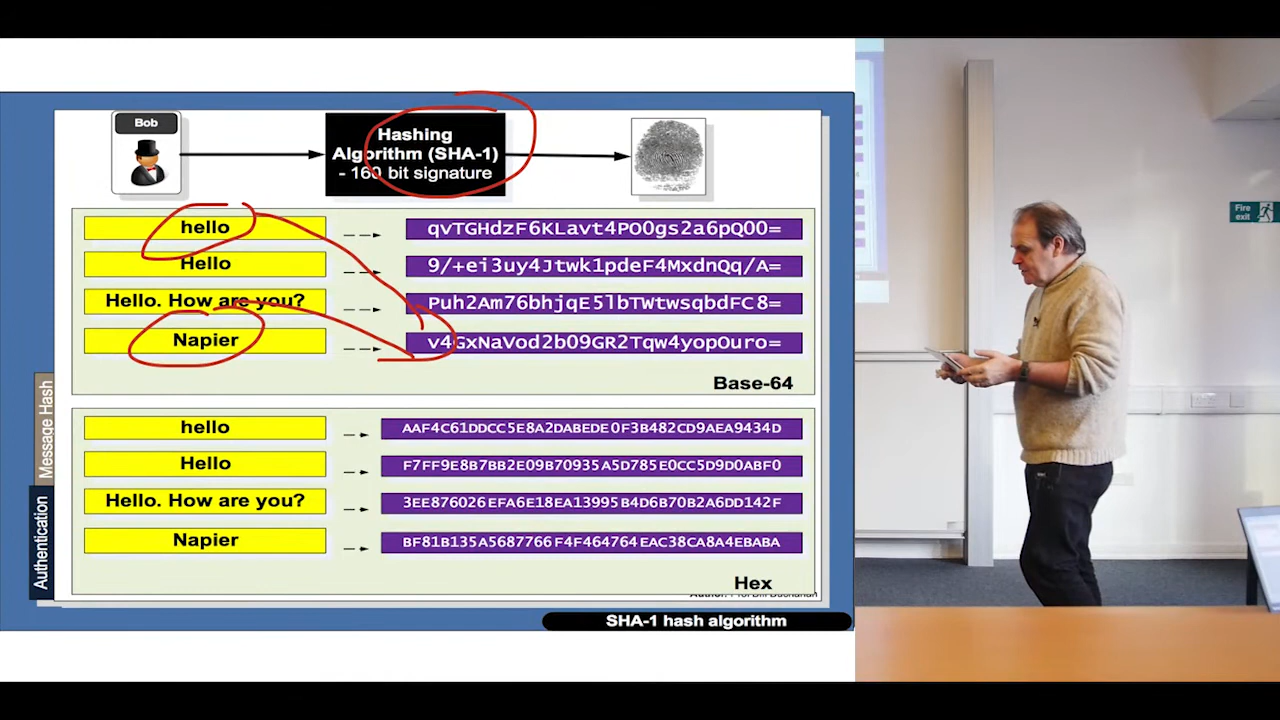 Bob
Hashing
Algorithm (SHA-1)
- 160 bit signature
hello
qvTGHdzF6KLavt4PO0gs2a6pQ00=
Hello
9/+ei3uy4Jtwk1pdeF4MxdnQq/A=
Hello. How are you?
Puh2Am76bhjqE5lbTWtwsqbdFC8=
Napier
v4GxNaVod2b09GR2Tqw4yopOuro=
Base-64
hello
AAF4C61DDCC5E8A2DABEDE0F3B482CD9AEA9434D
Hello
F7FF9E8B7BB2E09B70935A5D785E0CC5D9D0ABF0
Hello. How are you?
3EE876026EFA6E18EA13995B4D6B70B2A6DD142F
Napier
BF81B135A5687766F4F464764EAC38CA8A4EBABA
Hex
Message Hash
Authentication
SHA-1 hash algorithm
Fire
exit